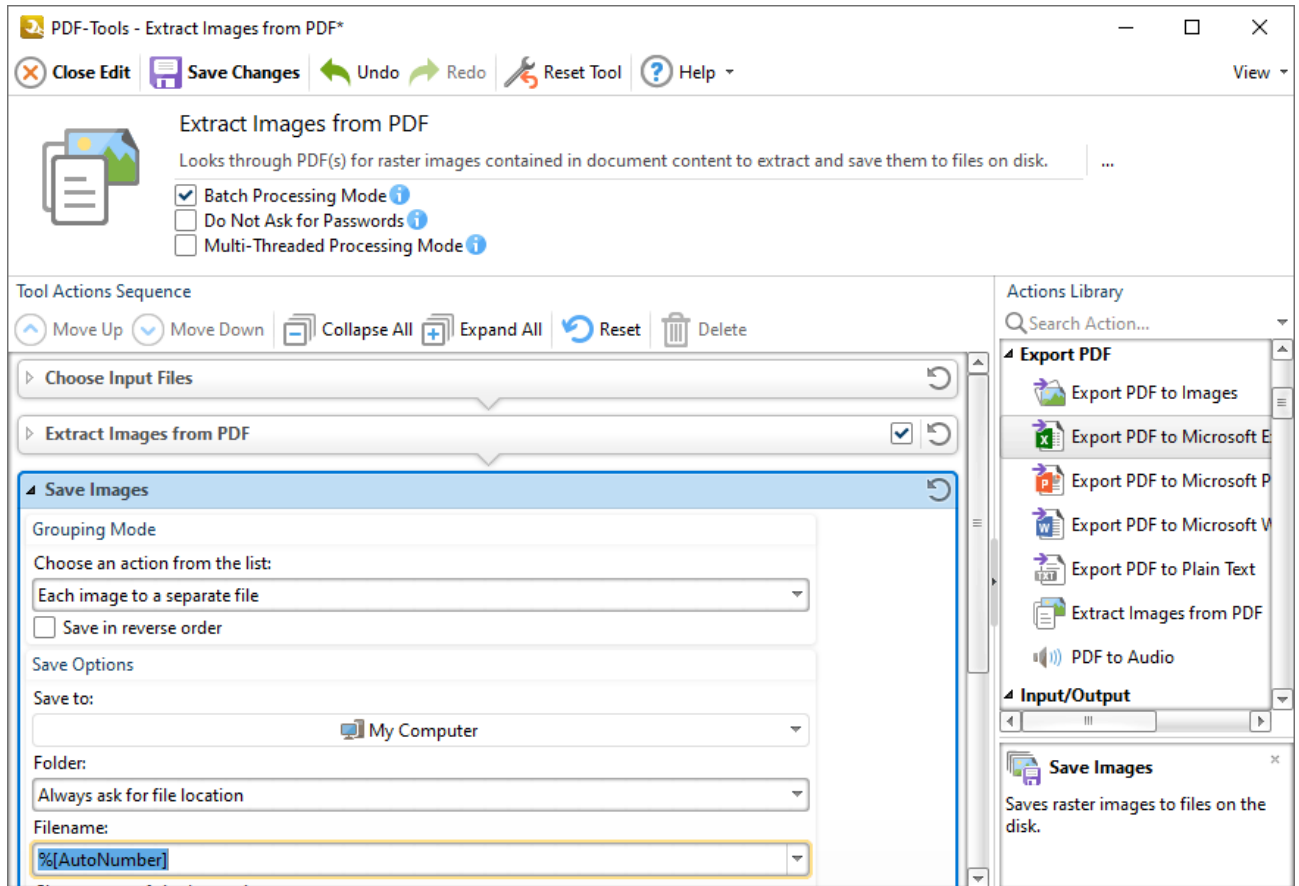 PDF-Tools - Extract Images from PDF*
Close Edit Save Changes Undo Redo Reset Tool ? Help View
Extract Images from PDF
Looks through PDF(s) for raster images contained in document content to extract and save them to files on disk. ...
Batch Processing Mode i
Do Not Ask for Passwords i
Multi-Threaded Processing Mode i
Tool Actions Sequence
Move Up Move Down Collapse All Expand All Reset Delete
Choose Input Files
Extract Images from PDF
Save Images
Grouping Mode
Choose an action from the list:
Each image to a separate file
Save in reverse order
Save Options
Save to:
My Computer
Folder:
Always ask for file location
Filename:
%[AutoNumber]
Actions Library
Search Action...
Export PDF
Export PDF to Images
X Export PDF to Microsoft E
P Export PDF to Microsoft P
W Export PDF to Microsoft W
TXT Export PDF to Plain Text
Extract Images from PDF
PDF to Audio
Input/Output
Save Images
Saves raster images to files on the
disk.